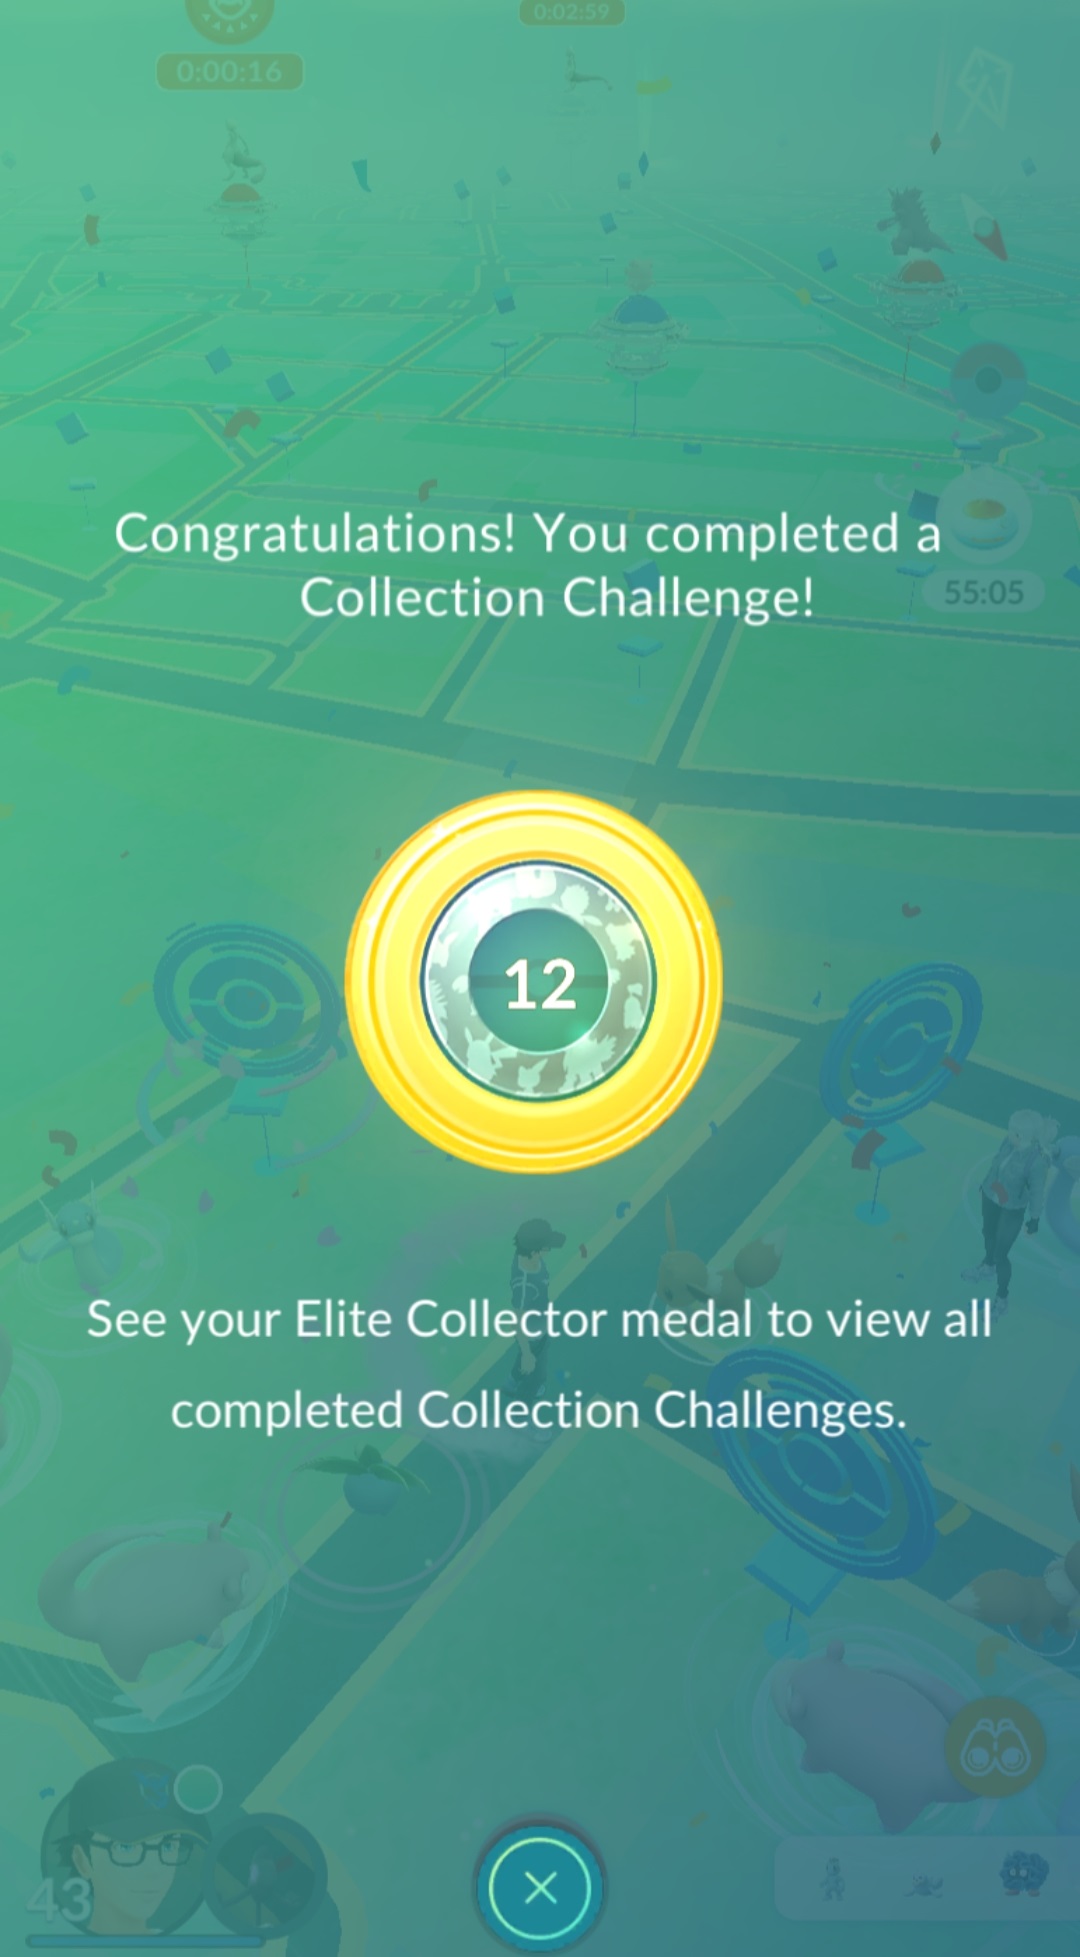 0:02:59
0:00:16
Congratulations! You completed a
Collection Challenge!
55:05
12
See your Elite Collector medal to view all
completed Collection Challenges.
43